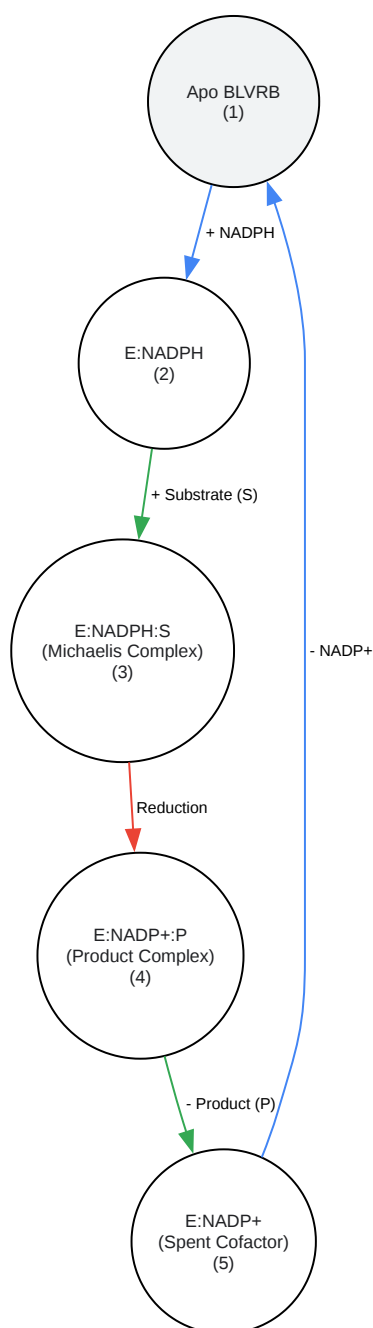 Apo BLVRB
(1)
+ NADPH
E:NADPH
(2)
+ Substrate (S)
E:NADPH:S
(Michaelis Complex)
(3)
- NADP+
Reduction
E:NADP+:P
(Product Complex)
(4)
- Product (P)
E:NADP+
(Spent Cofactor)
(5)